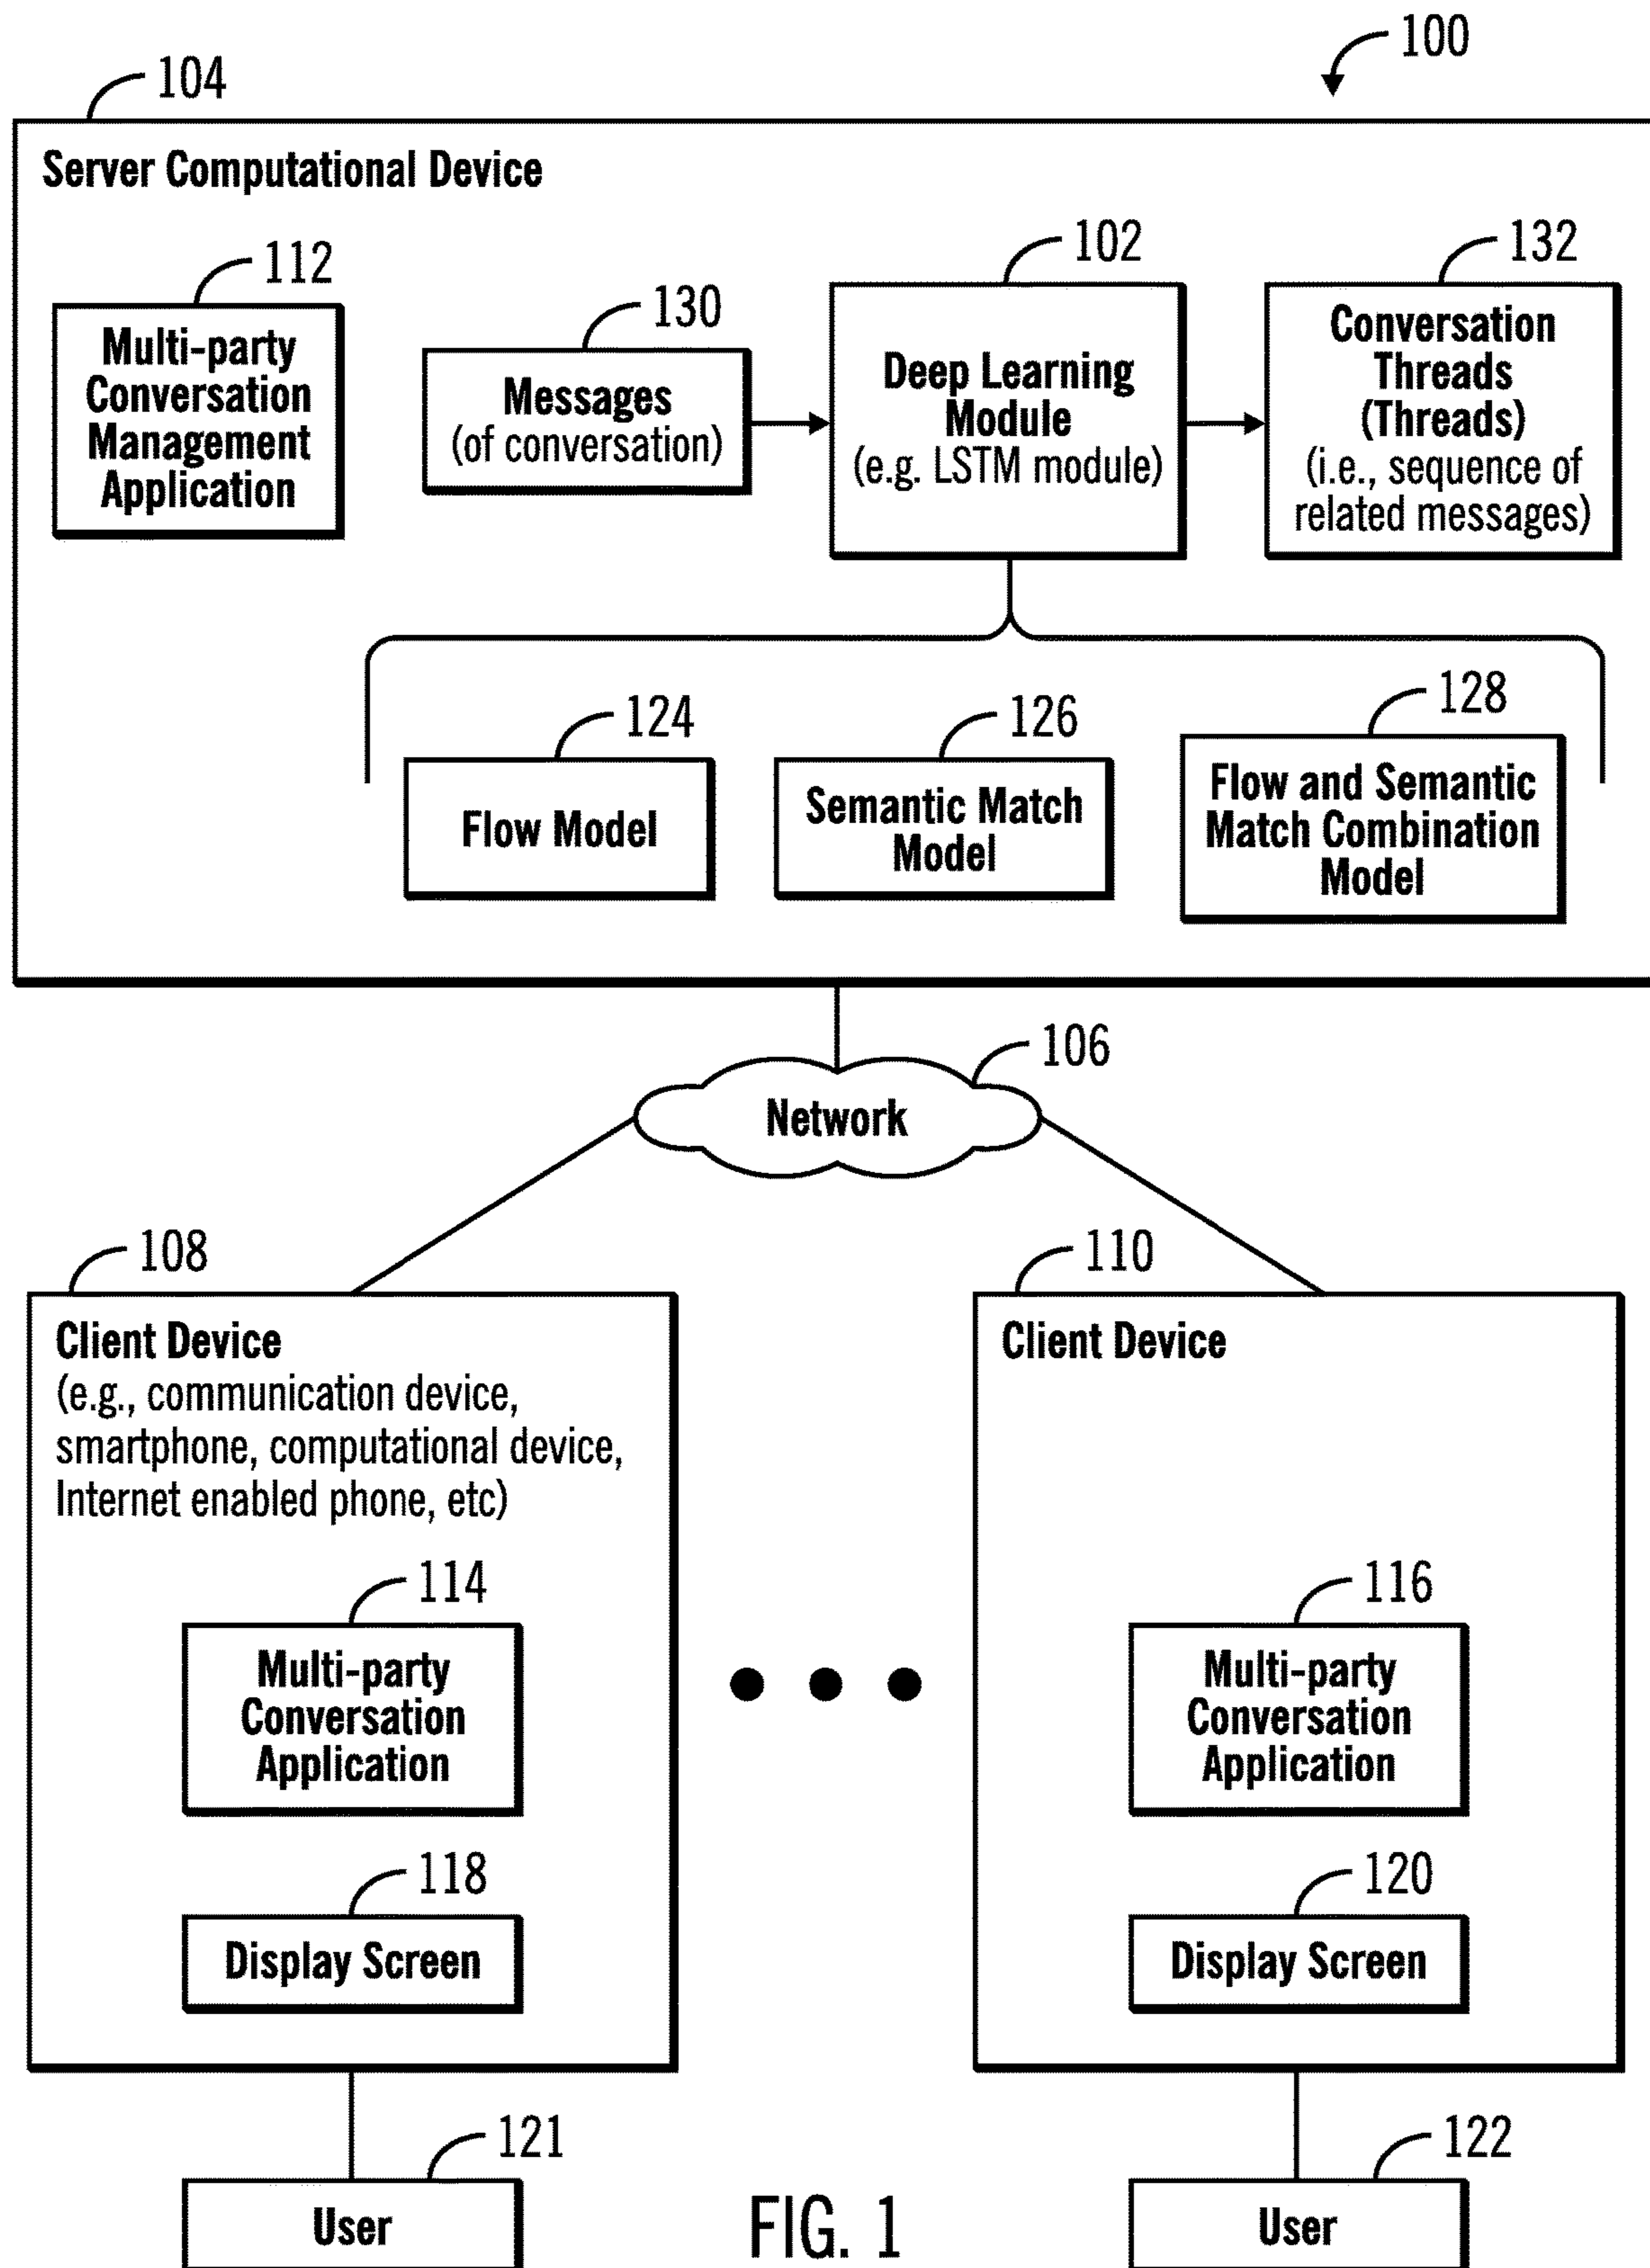 100
104
Server Computational Device
112
Multi-party
Conversation
Management
Application
130
Messages
(of conversation)
102
Deep Learning
Module
(e.g. LSTM module)
132
Conversation
Threads
(Threads)
(i.e., sequence of
related messages)
124
Flow Model
126
Semantic Match
Model
128
Flow and Semantic
Match Combination
Model
106
Network
108
Client Device
(e.g., communication device,
smartphone, computational device,
Internet enabled phone, etc)
114
Multi-party
Conversation
Application
118
Display Screen
121
User
110
Client Device
116
Multi-party
Conversation
Application
120
Display Screen
122
User
FIG. 1